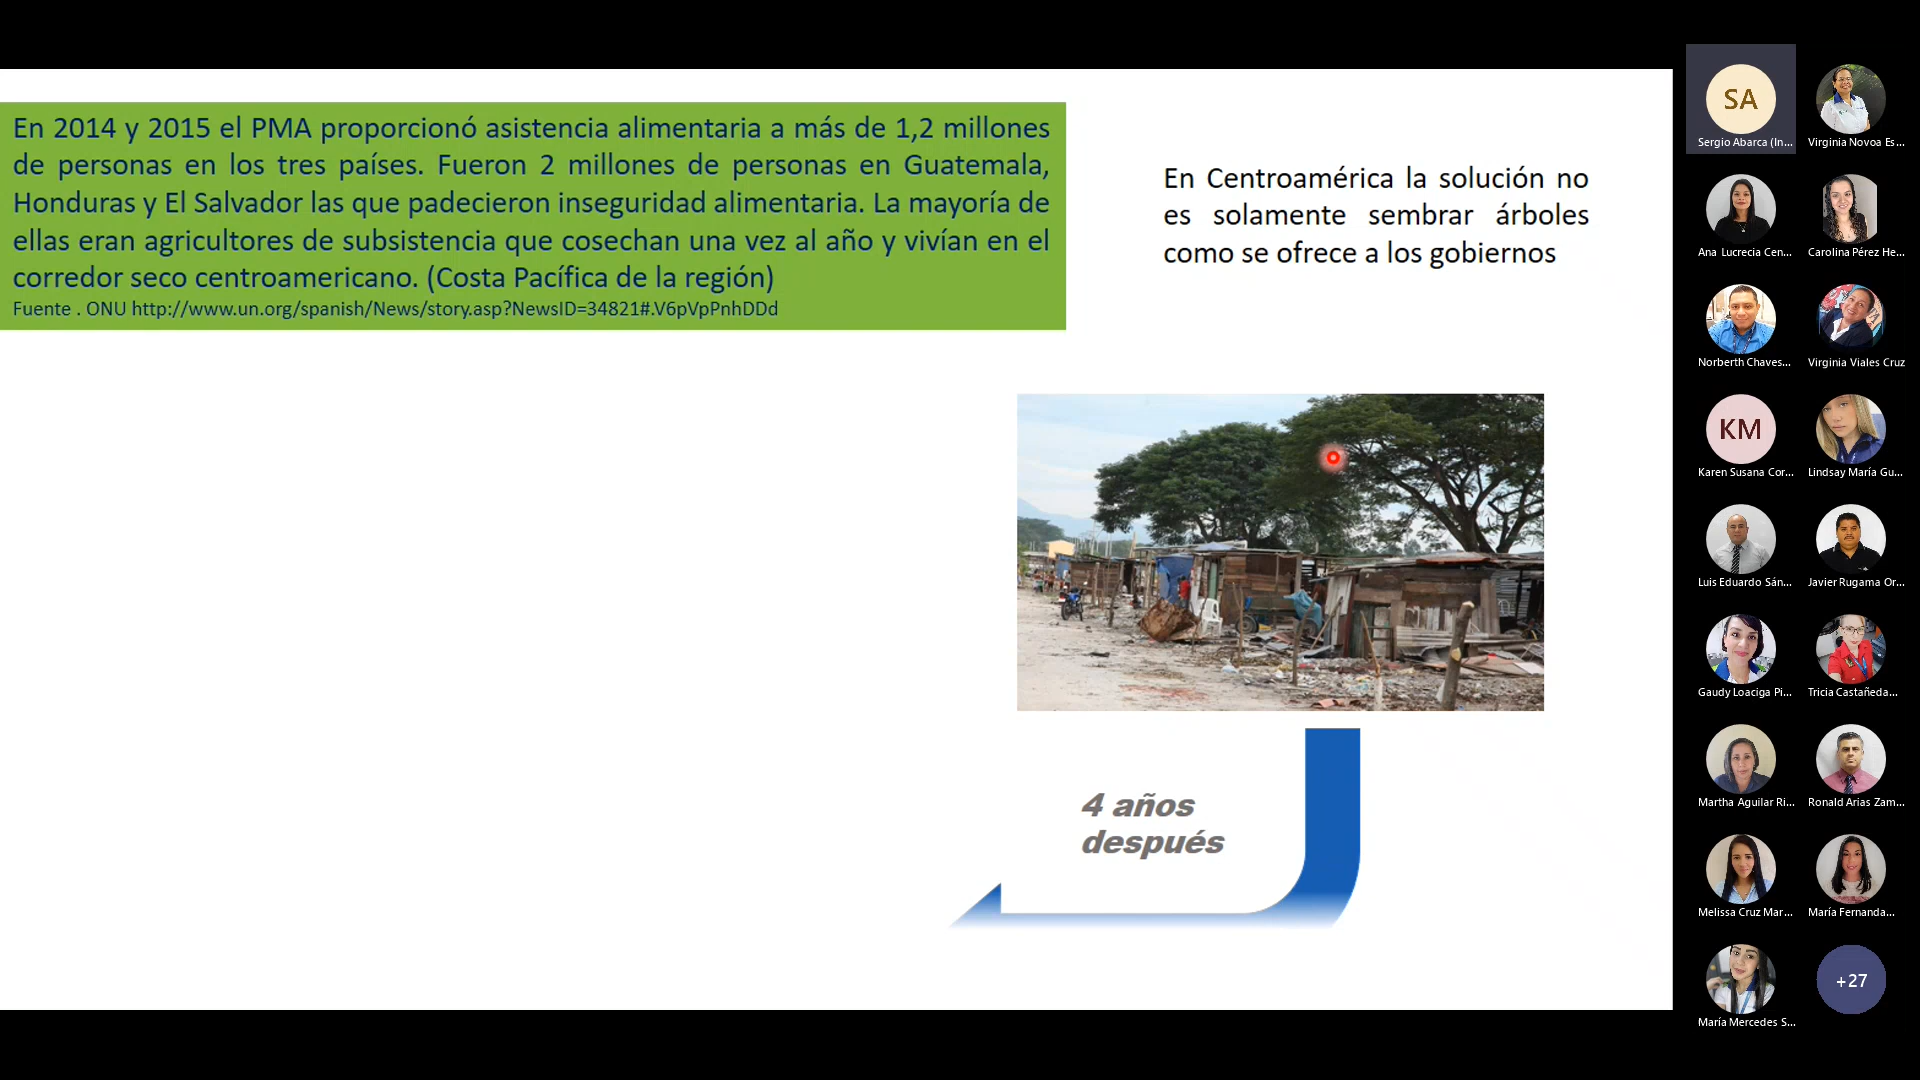 En 2014 y 2015 el PMA proporcionó asistencia alimentaria a más de 1,2 millones
de personas en los tres países. Fueron 2 millones de personas en Guatemala,
Honduras y El Salvador las que padecieron inseguridad alimentaria. La mayoría de
ellas eran agricultores de subsistencia que cosechan una vez al año y vivían en el
corredor seco centroamericano. (Costa Pacífica de la región)
Fuente . ONU http://www.un.org/spanish/News/story.asp?NewsID=34821#.V6pVpPnhDDd
En Centroamérica la solución no
es solamente sembrar árboles
como se ofrece a los gobiernos
4 años
después
SA
Sergio Abarca (In...
Virginia Novoa Es...
Ana Lucrecia Cen...
Carolina Pérez He...
Norberth Chaves...
Virginia Viales Cruz
KM
Karen Susana Cor...
Lindsay María Gu...
Luis Eduardo Sán...
Javier Rugama Or...
Gaudy Loaciga Pi...
Tricia Castañeda...
Martha Aguilar Ri...
Ronald Arias Zam...
Melissa Cruz Mar...
María Fernanda...
María Mercedes S...
+27